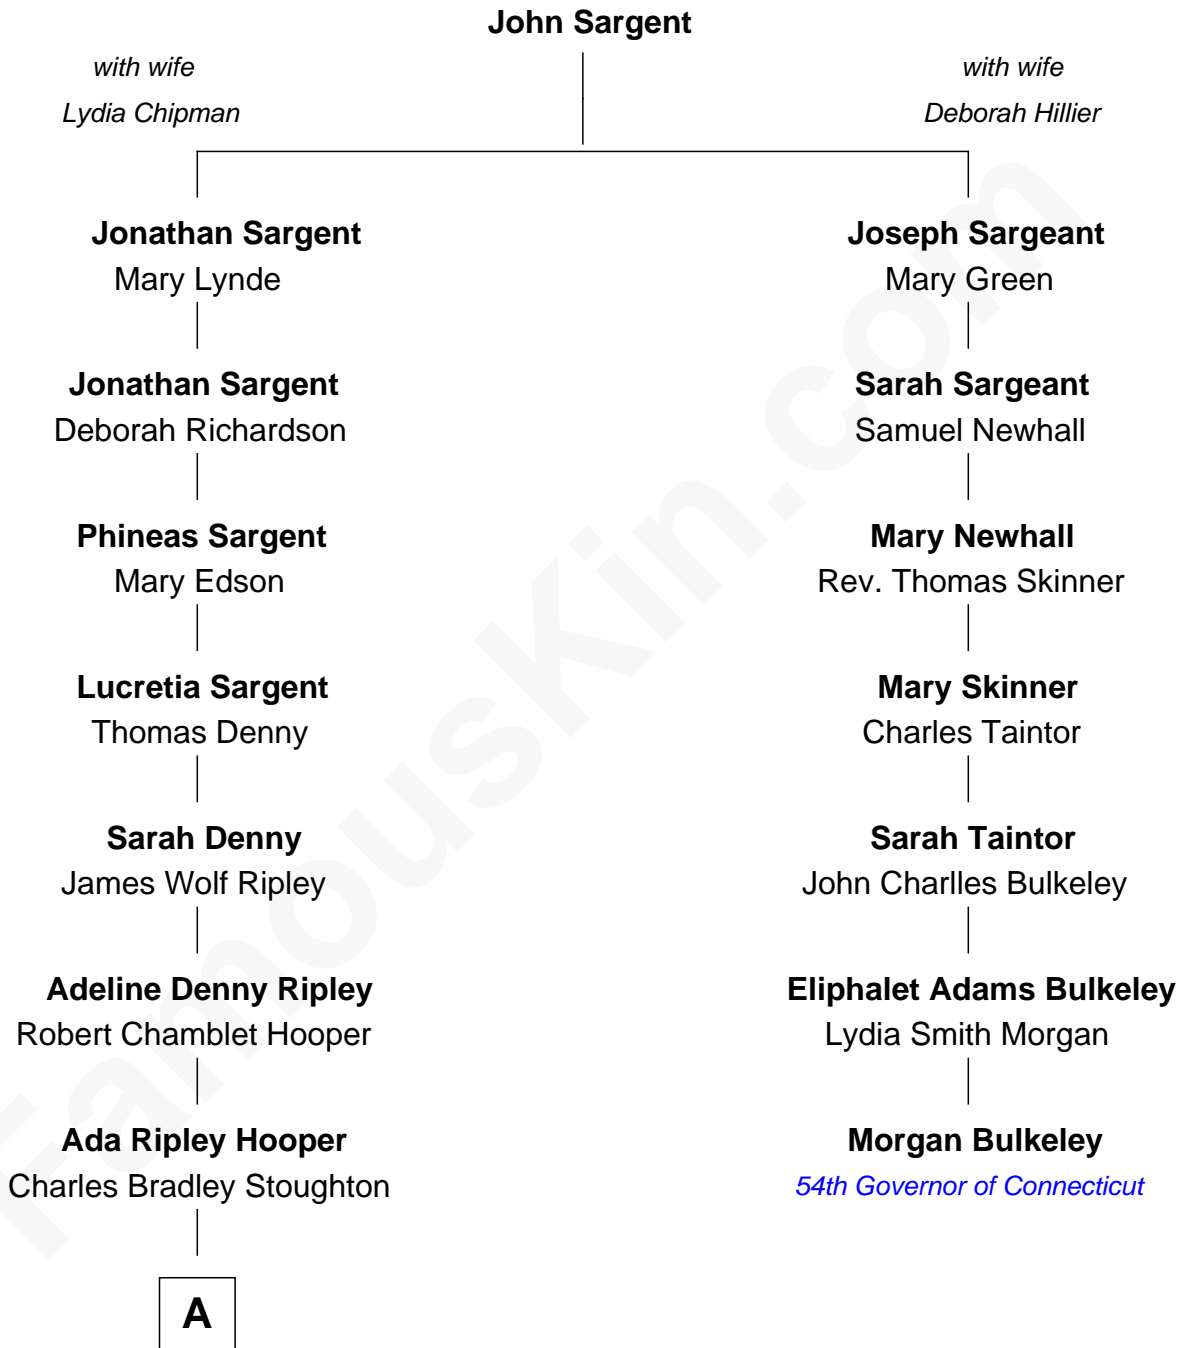 John Sargent
with wife
Lydia Chipman
with wife
Deborah Hillier
Jonathan Sargent
Mary Lynde
Jonathan Sargent
Deborah Richardson
Phineas Sargent
Mary Edson
Lucretia Sargent
Thomas Denny
Sarah Denny
James Wolf Ripley
Adeline Denny Ripley
Robert Chamblet Hooper
Ada Ripley Hooper
Charles Bradley Stoughton
A
Joseph Sargeant
Mary Green
Sarah Sargeant
Samuel Newhall
Mary Newhall
Rev. Thomas Skinner
Mary Skinner
Charles Taintor
Sarah Taintor
John Charlles Bulkeley
Eliphalet Adams Bulkeley
Lydia Smith Morgan
Morgan Bulkeley
54th Governor of Connecticut
FamousKin.com